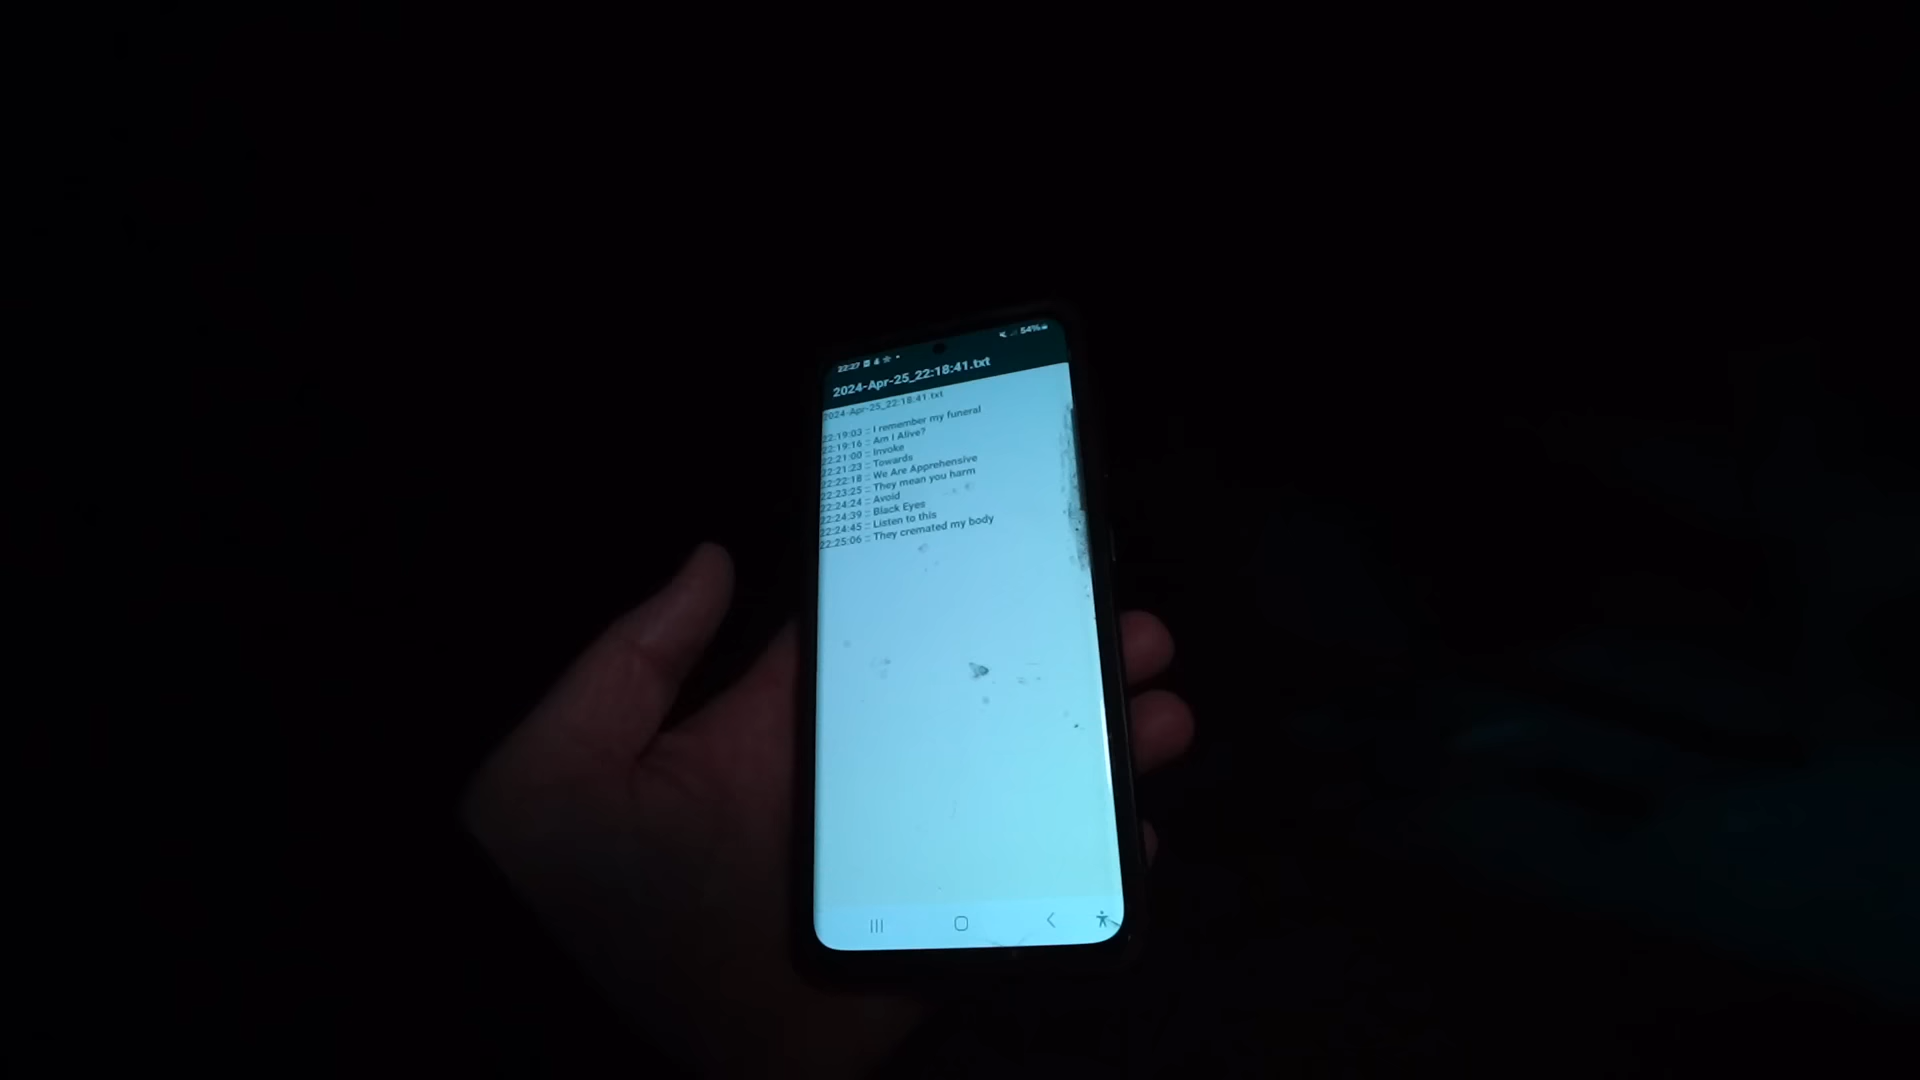 22:27 54%
2024-Apr-25_22:18:41.txt
2024-Apr-25_22:18:41.txt
22:19:03 :: I remember my funeral
22:19:16 :: Am I Alive?
22:21:00 :: Invoke
22:21:23 :: Towards
22:22:18 :: We Are Apprehensive
22:23:25 :: They mean you harm
22:24:24 :: Avoid
22:24:39 :: Black Eyes
22:24:45 :: Listen to this
22:25:06 :: They cremated my body